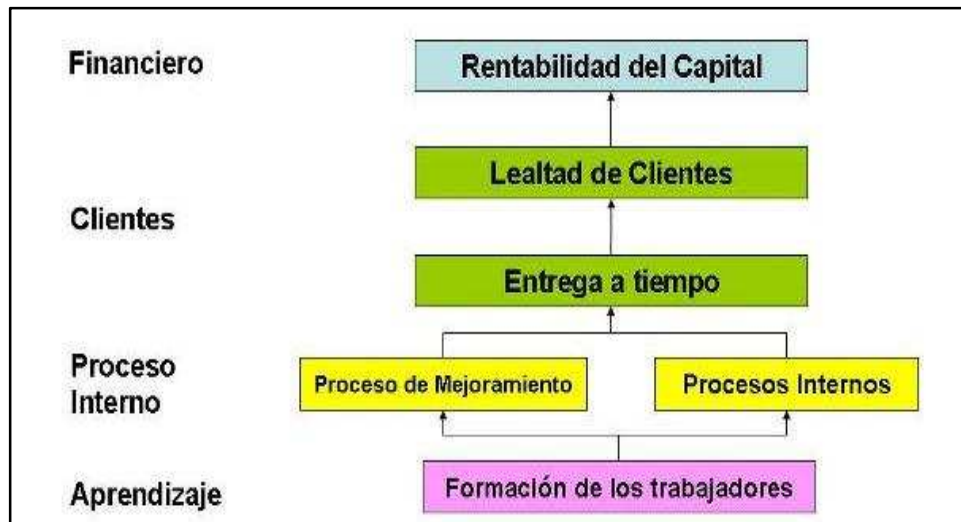 Financiero
Rentabilidad del Capital
Lealtad de Clientes
Clientes
Entrega a tiempo
Proceso
Interno
Proceso de Mejoramiento
Procesos Internos
Aprendizaje
Formación de los trabajadores